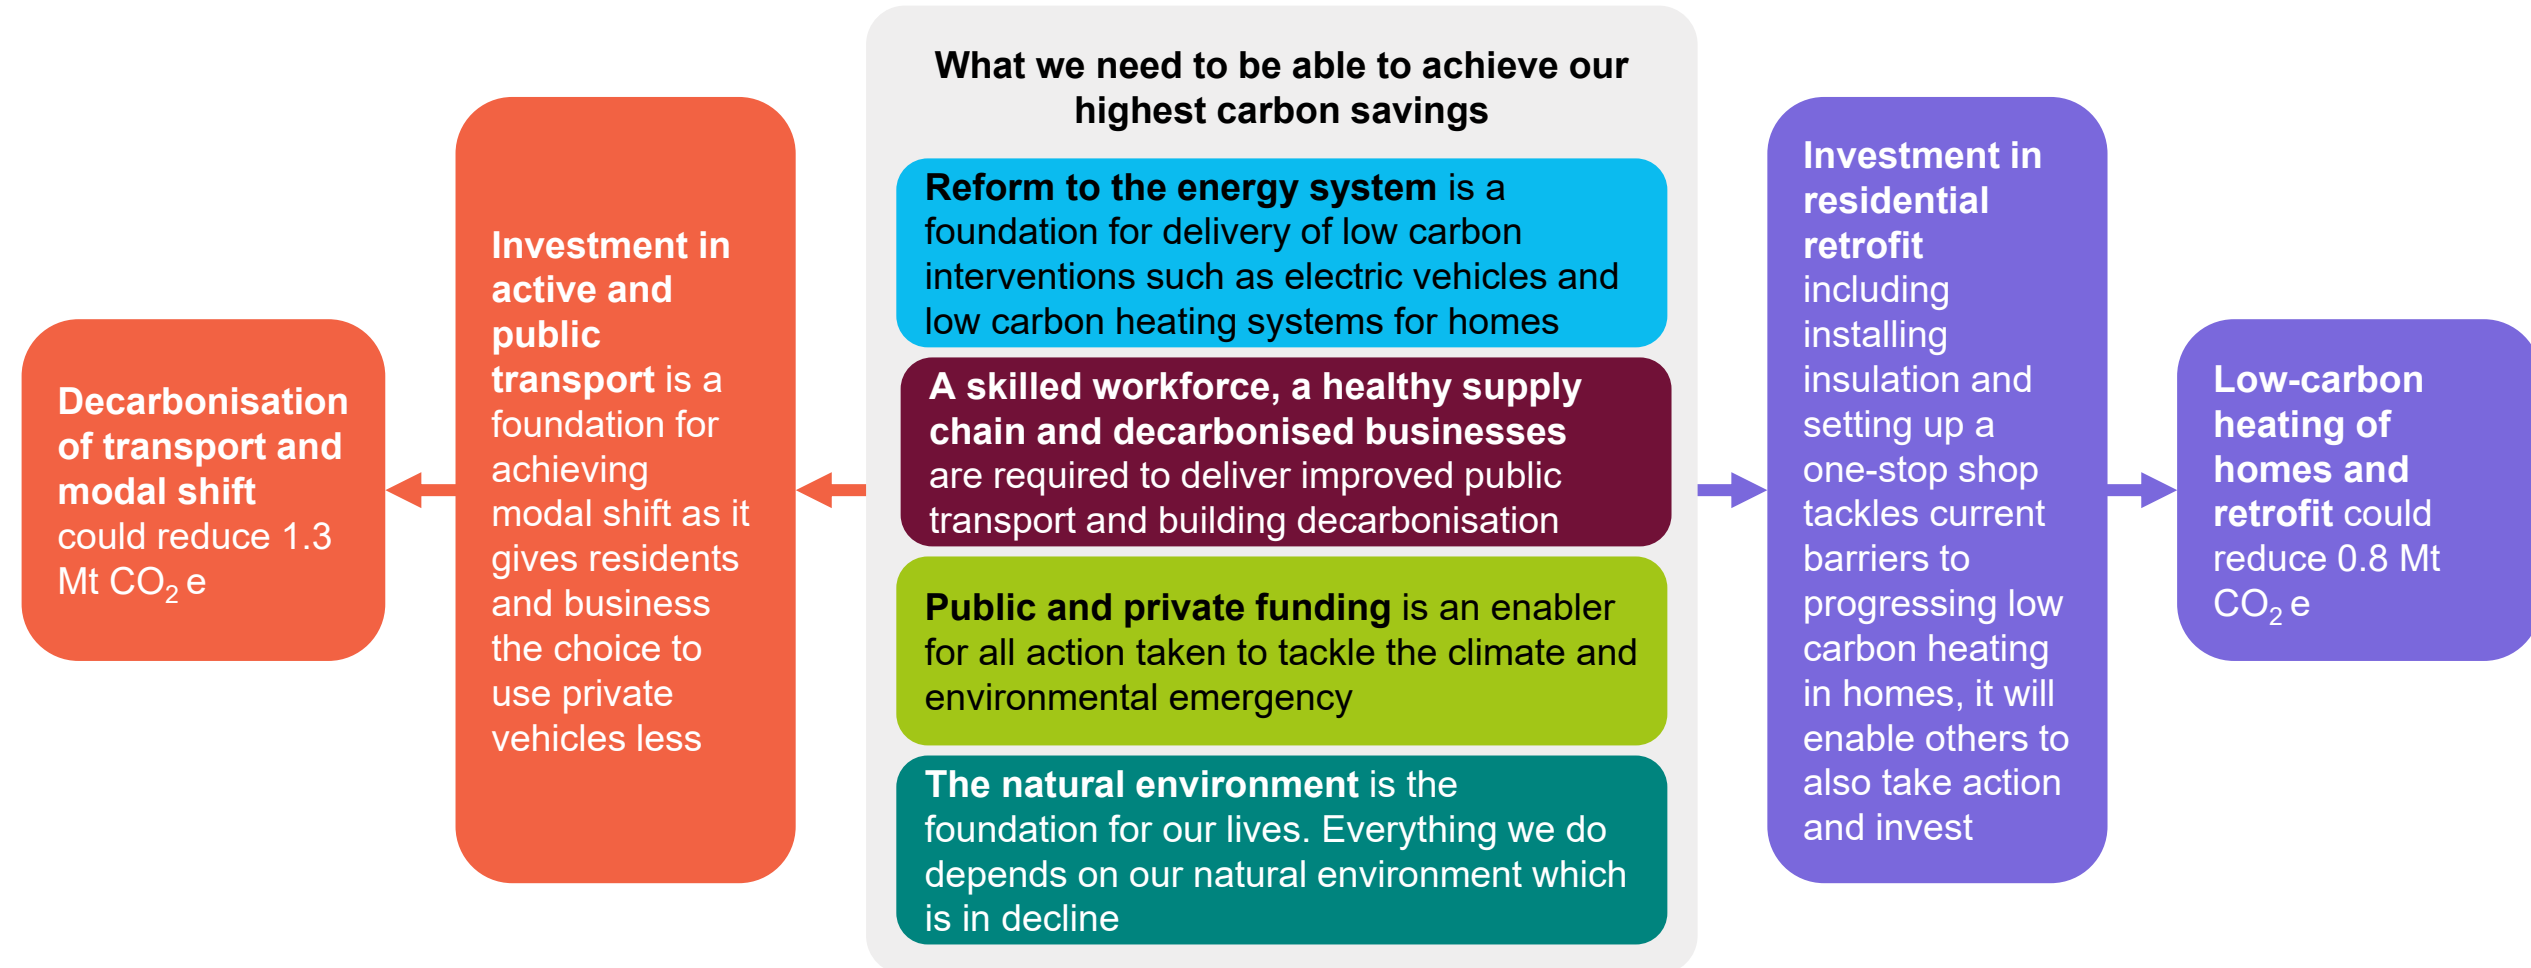 Decarbonisation
of transport and
modal shift
could reduce 1.3
Mt CO₂ e
Investment in
active and
public
transport is a
foundation for
achieving
modal shift as it
gives residents
and business
the choice to
use private
vehicles less
What we need to be able to achieve our
highest carbon savings
Reform to the energy system is a
foundation for delivery of low carbon
interventions such as electric vehicles and
low carbon heating systems for homes
A skilled workforce, a healthy supply
chain and decarbonised businesses
are required to deliver improved public
transport and building decarbonisation
Public and private funding is an enabler
for all action taken to tackle the climate and
environmental emergency
The natural environment is the
foundation for our lives. Everything we do
depends on our natural environment which
is in decline
Investment in
residential
retrofit
including
installing
insulation and
setting up a
one-stop shop
tackles current
barriers to
progressing low
carbon heating
in homes, it will
enable others to
also take action
and invest
Low-carbon
heating of
homes and
retrofit could
reduce 0.8 Mt
CO₂ e